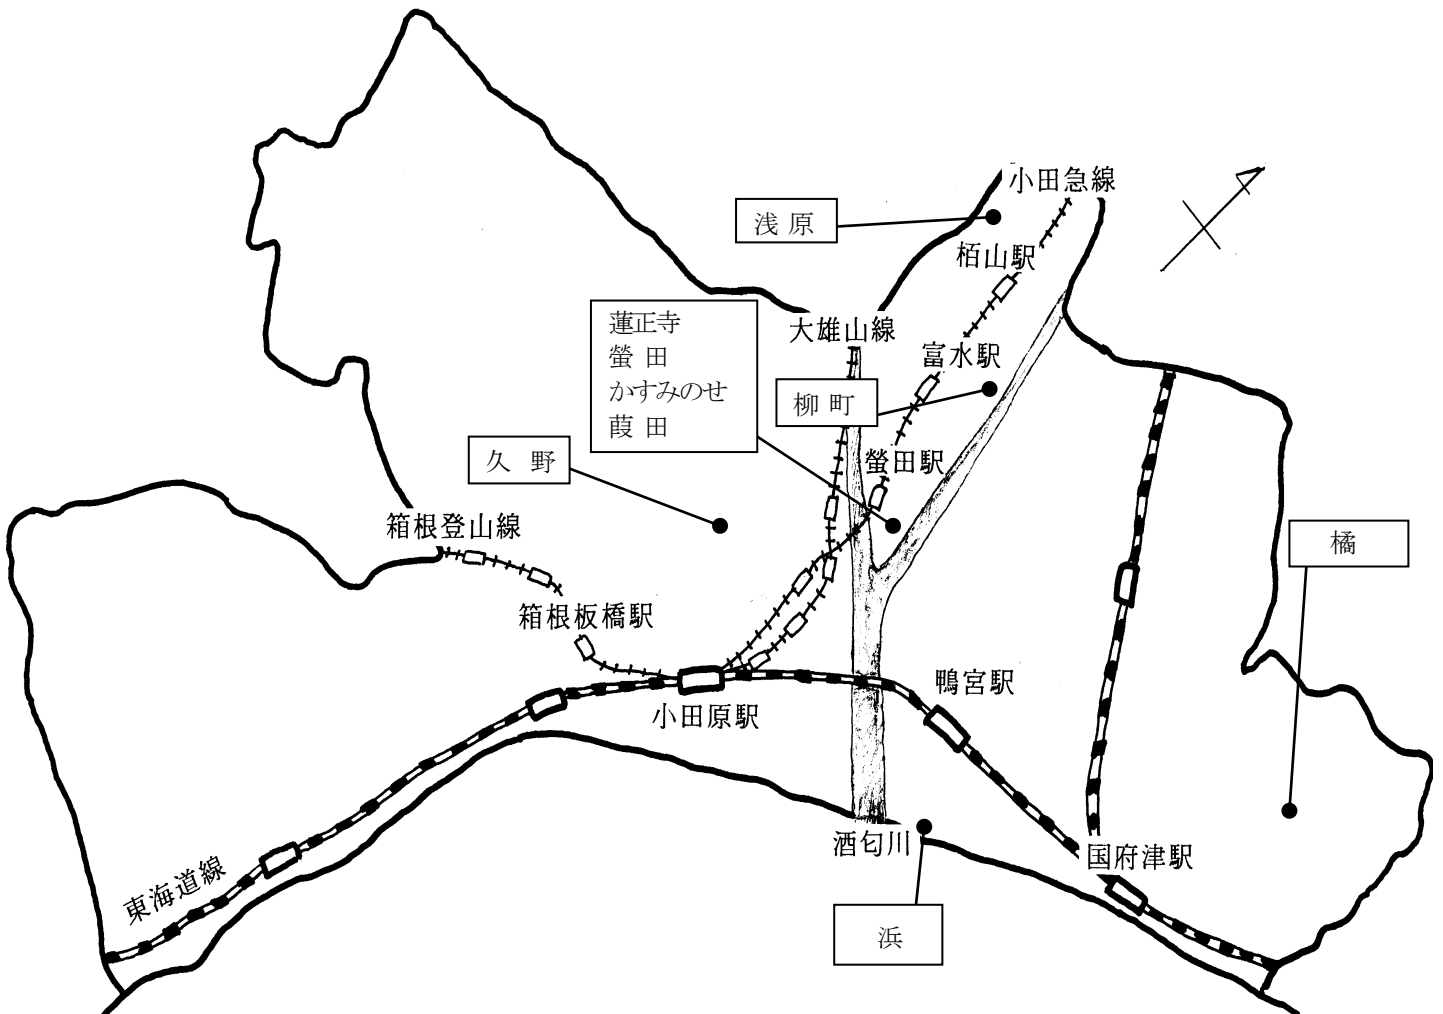 小田急線
浅 原
栢山駅
蓮正寺
螢 田
かすみのせ
葭 田
大雄山線
富水駅
柳 町
螢田駅
久 野
箱根登山線
橘
箱根板橋駅
鴨宮駅
小田原駅
酒匂川
国府津駅
東海道線
浜